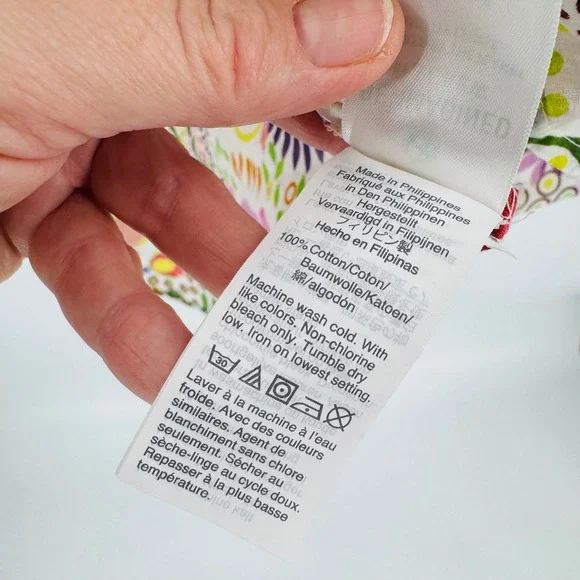 Made in Philippines
Fabriqué aux Philippines
in Den Philippinen
Hergestellt
Vervaardigd in Filipijnen
フィリピン製
Hecho en Filipinas
100% Cotton/Coton/
Baumwolle/Katoen/
綿/algodón
Machine wash cold. With
like colors. Non-chlorine
bleach only. Tumble dry
low. Iron on lowest setting.
30
Laver à la machine à l'eau
froide. Avec des couleurs
similaires. Agent de
blanchiment sans chlore
seulement. Sécher au
sèche-linge au cycle doux.
Repasser à la plus basse
température.